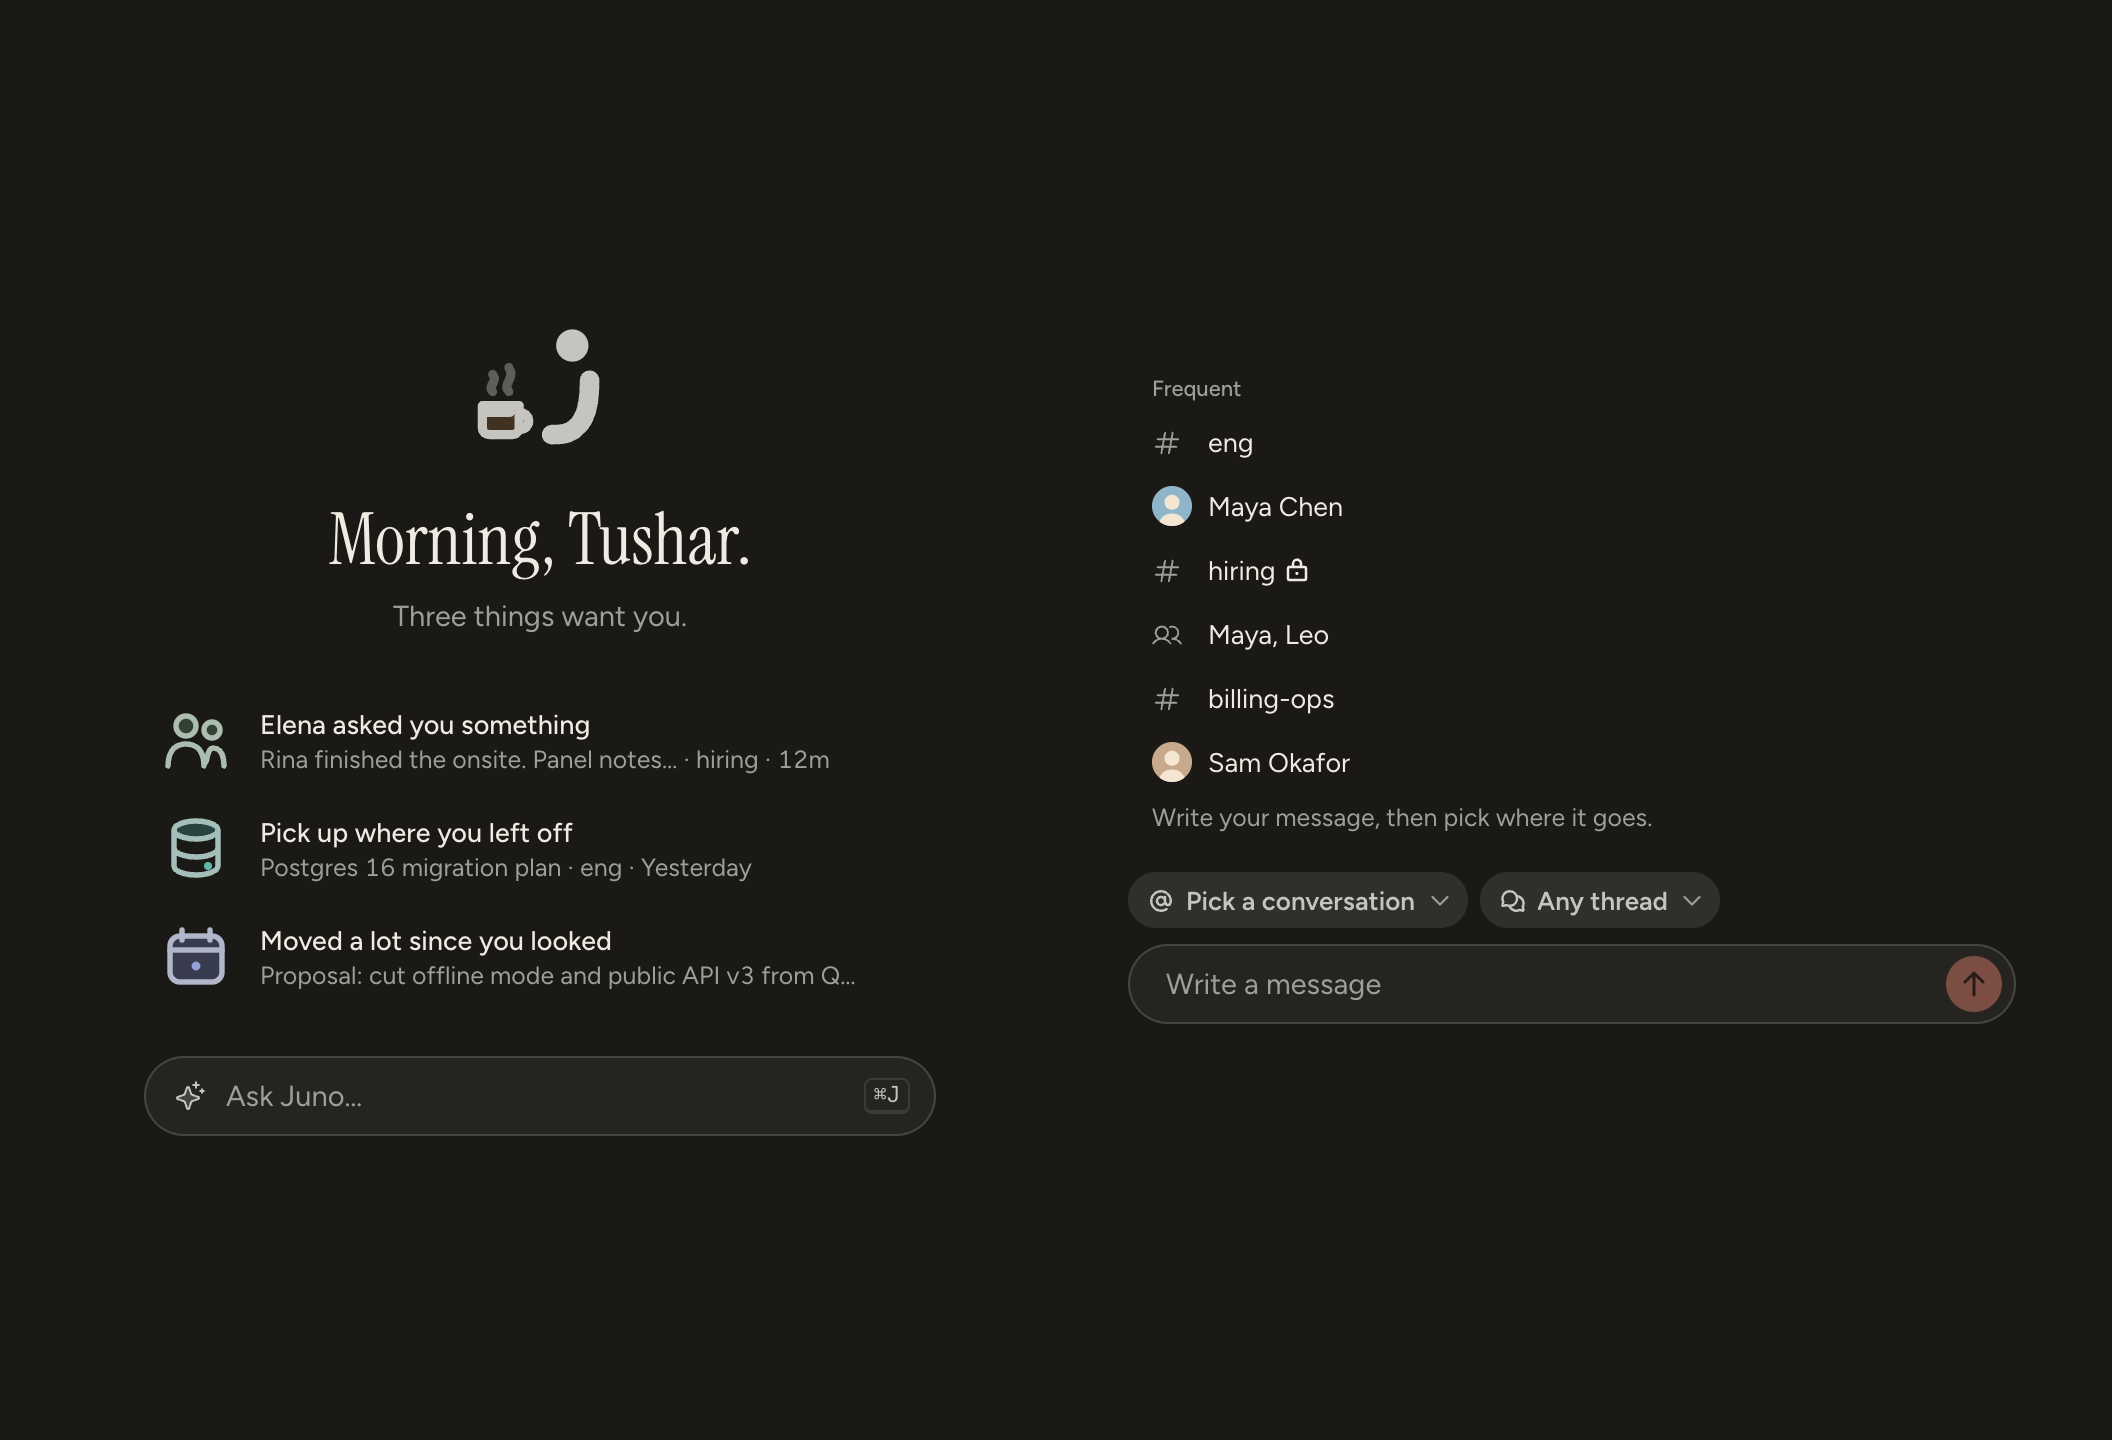 Morning, Tushar.
Three things want you.
Elena asked you something
Rina finished the onsite. Panel notes... · hiring · 12m
Pick up where you left off
Postgres 16 migration plan · eng · Yesterday
Moved a lot since you looked
Proposal: cut offline mode and public API v3 from Q...
Ask Juno...
⌘J
Frequent
# eng
Maya Chen
# hiring
Maya, Leo
# billing-ops
Sam Okafor
Write your message, then pick where it goes.
@ Pick a conversation
Any thread
Write a message